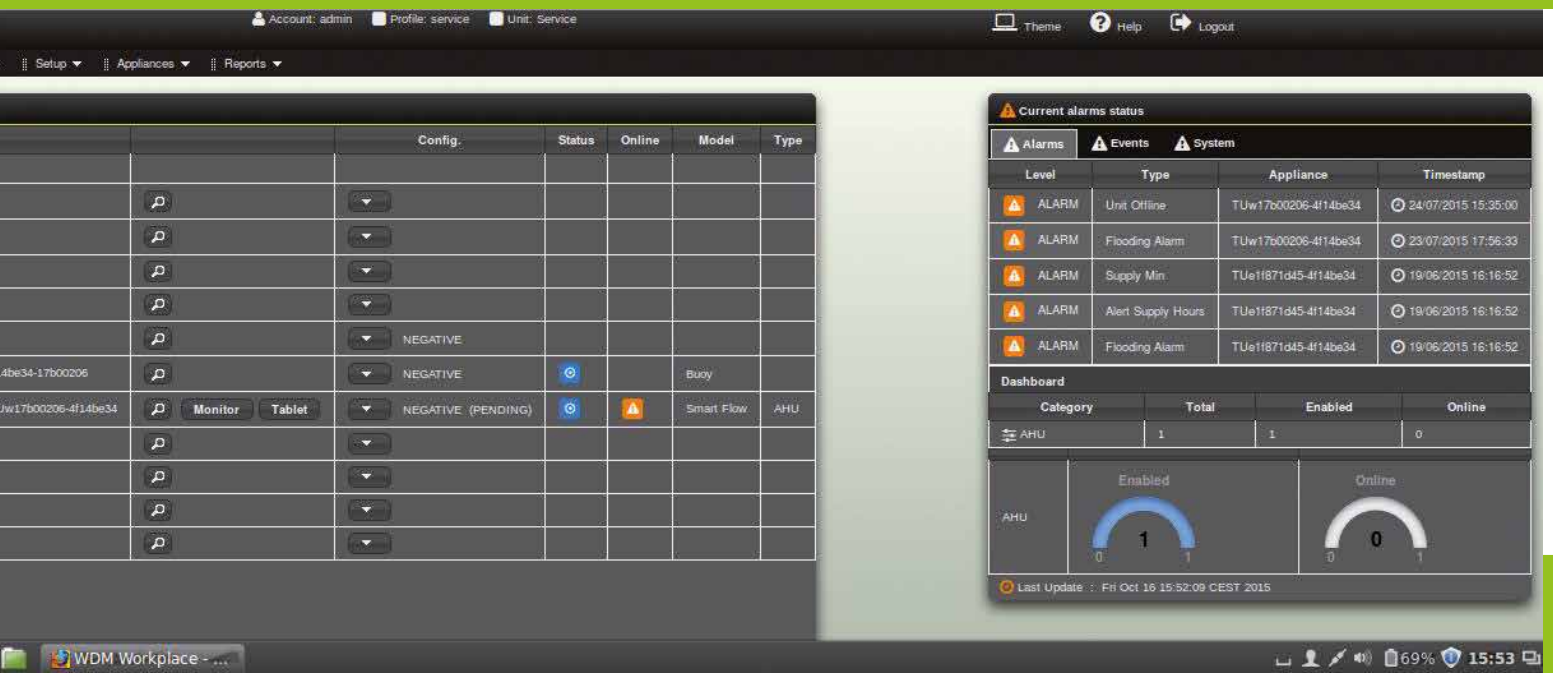 Account: admin Profile: service Unit: Service
Theme Help Logout
Setup Appliances Reports
Config. Status Online Model Type
NEGATIVE
4be34-17b00206 NEGATIVE Buoy
Uw17b00206-4f14be34 Monitor Tablet NEGATIVE (PENDING) Smart Flow AHU
Current alarms status
Alarms Events System
Level Type Appliance Timestamp
ALARM Unit Offline TUw17b00206-4f14be34 24/07/2015 15:35:00
ALARM Flooding Alarm TUw17b00206-4f14be34 23/07/2015 17:56:33
ALARM Supply Min TUe1f871d45-4f14be34 19/06/2015 16:16:52
ALARM Alert Supply Hours TUe1f871d45-4f14be34 19/06/2015 16:16:52
ALARM Flooding Alarm TUe1f871d45-4f14be34 19/06/2015 16:16:52
Dashboard
Category Total Enabled Online
AHU 1 1 0
Enabled Online
AHU
1 0
0 1 0 1
Last Update : Fri Oct 16 15:52:09 CEST 2015
WDM Workplace - ... 69% 15:53